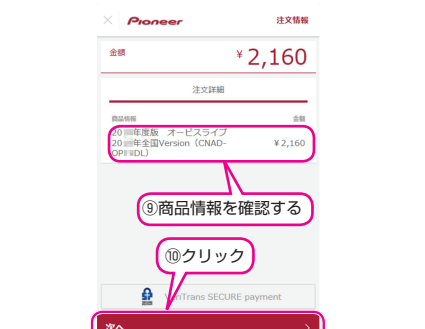 × Pioneer 注文情報
金額 ¥ 2,160
注文詳細
商品情報 金額
20 年度版 オービスライブ
20 年全国Version（CNAD- ¥2,160
OP DL）
⑨商品情報を確認する
⑩クリック
Trans SECURE payment
次へ